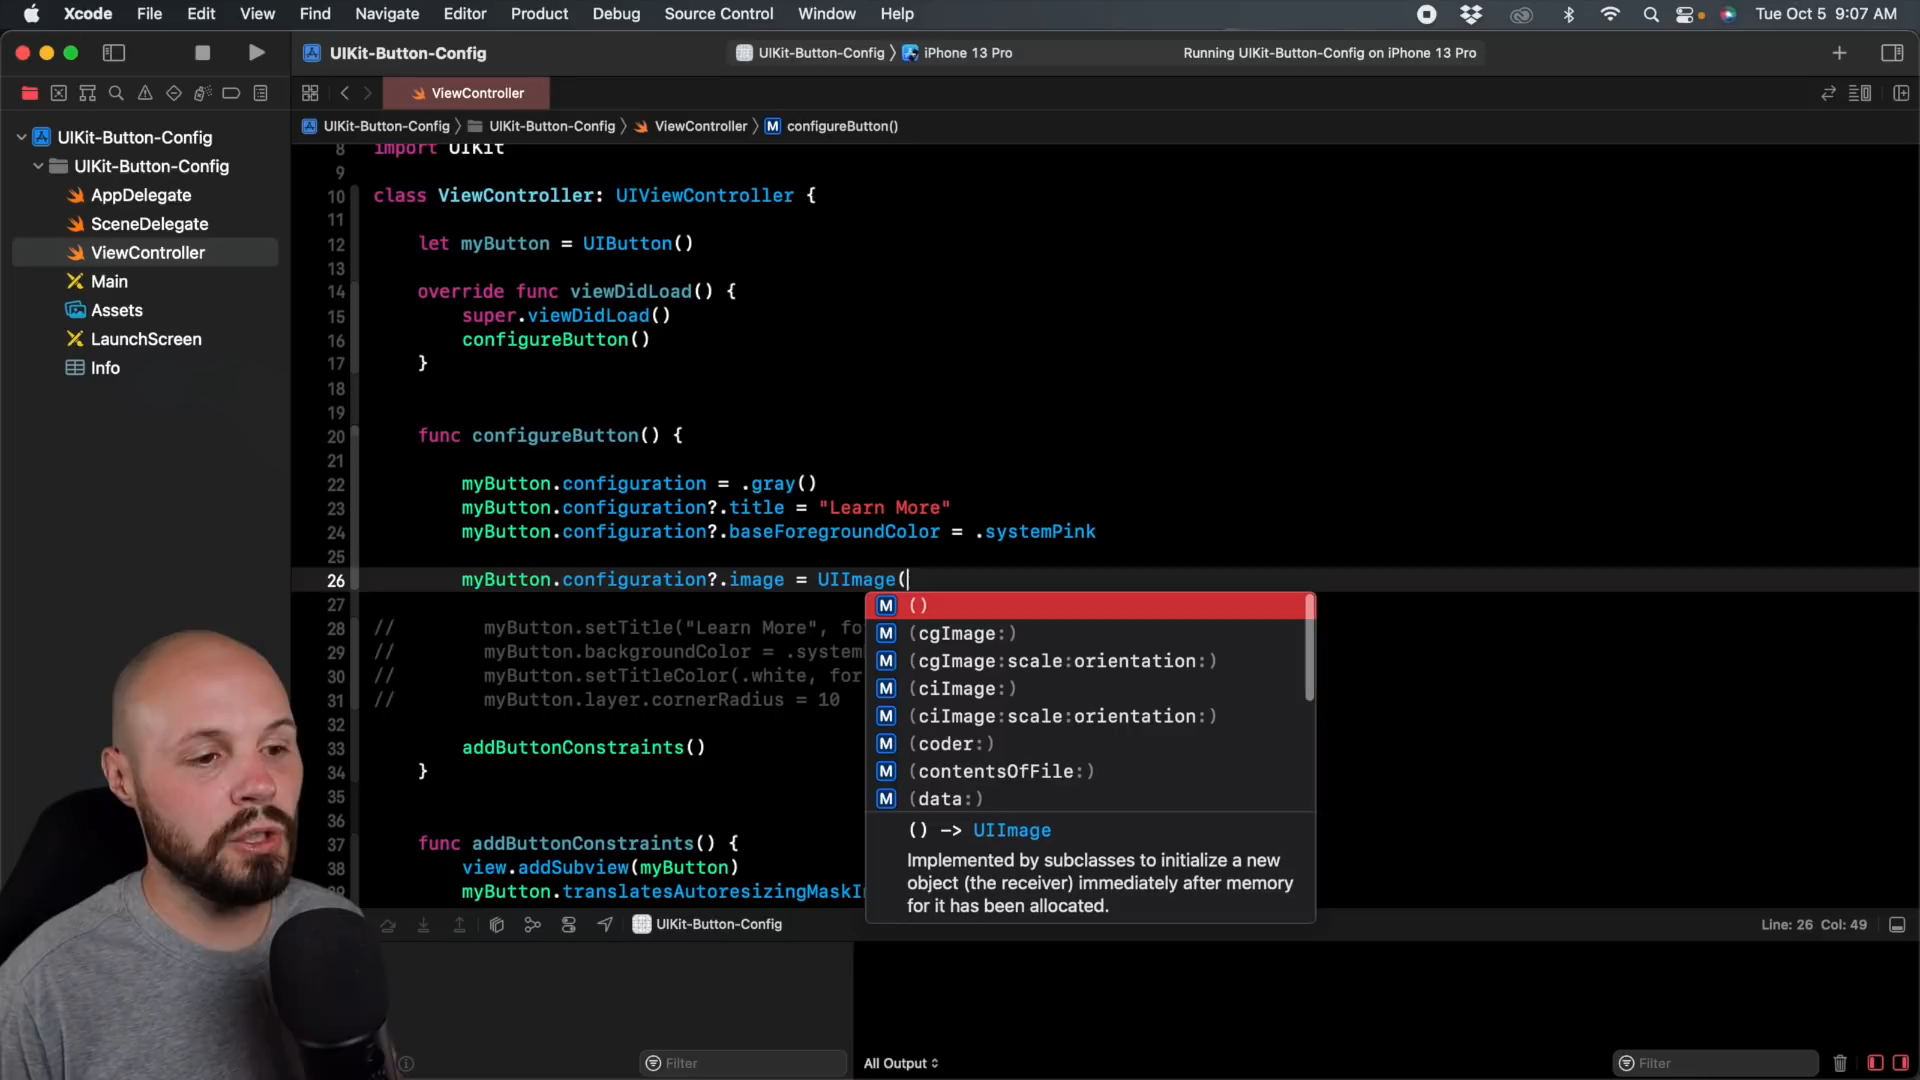 Xcode File Edit View Find Navigate Editor Product Debug Source Control Window Help Tue Oct 5 9:07 AM
UIKit-Button-Config UIKit-Button-Config iPhone 13 Pro Running UIKit-Button-Config on iPhone 13 Pro
ViewController
UIKit-Button-Config UIKit-Button-Config ViewController M configureButton()
UIKit-Button-Config
UIKit-Button-Config
AppDelegate
SceneDelegate
ViewController
Main
Assets
LaunchScreen
Info
8 import UIKit
9
10 class ViewController: UIViewController {
11
12 let myButton = UIButton()
13
14 override func viewDidLoad() {
15 super.viewDidLoad()
16 configureButton()
17 }
18
19
20 func configureButton() {
21
22 myButton.configuration = .gray()
23 myButton.configuration?.title = "Learn More"
24 myButton.configuration?.baseForegroundColor = .systemPink
25
26 myButton.configuration?.image = UIImage(
27
28 // myButton.setTitle("Learn More", fo
29 // myButton.backgroundColor = .system
30 // myButton.setTitleColor(.white, for
31 // myButton.layer.cornerRadius = 10
32
33 addButtonConstraints()
34 }
35
36
37 func addButtonConstraints() {
38 view.addSubview(myButton)
39 myButton.translatesAutoresizingMaskI
M ()
M (cgImage:)
M (cgImage:scale:orientation:)
M (ciImage:)
M (ciImage:scale:orientation:)
M (coder:)
M (contentsOfFile:)
M (data:)
() -> UIImage
Implemented by subclasses to initialize a new
object (the receiver) immediately after memory
for it has been allocated.
UIKit-Button-Config Line: 26 Col: 49
Filter All Output Filter